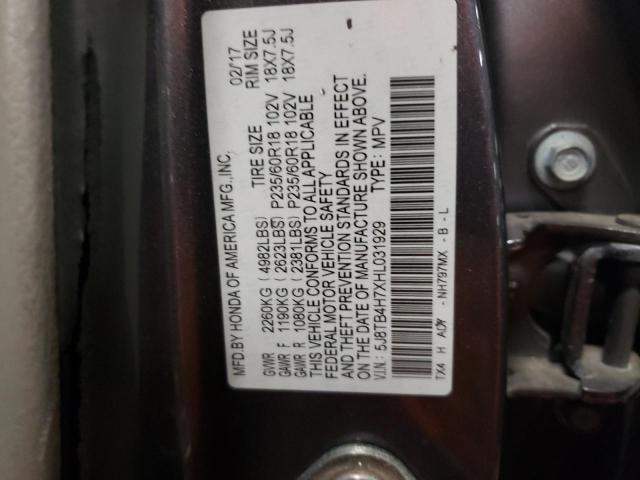 MFD.BY HONDA OF AMERICA MFG.,INC. 02/17
TIRE SIZE RIM SIZE
GVWR 2260KG ( 4982LBS)
GAWR F 1190KG ( 2623LBS) P235/60R18 102V 18X7.5J
GAWR R 1080KG ( 2381LBS) P235/60R18 102V 18X7.5J
THIS VEHICLE CONFORMS TO ALL APPLICABLE
FEDERAL MOTOR VEHICLE SAFETY
AND THEFT PREVENTION STANDARDS IN EFFECT
ON THE DATE OF MANUFACTURE SHOWN ABOVE.
V.I.N.: 5J8TB4H7XHL031929 TYPE: MPV
TX4 H NH797MX - B - L